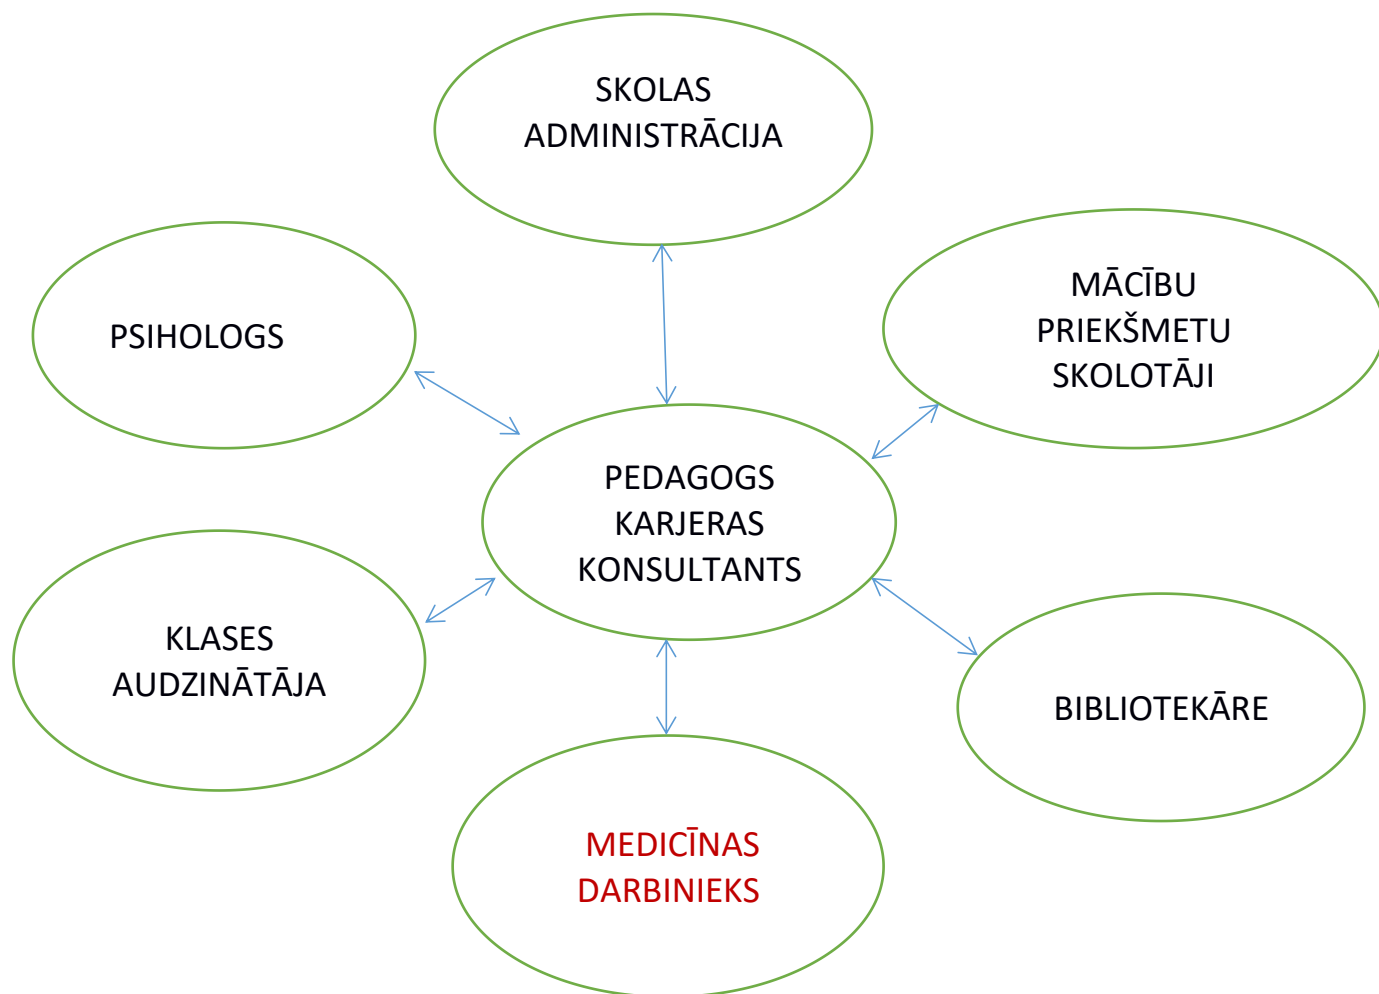 SKOLAS
ADMINISTRĀCIJA
PSIHOLOGS
MĀCĪBU
PRIEKŠMETU
SKOLOTĀJI
PEDAGOGS
KARJERAS
KONSULTANTS
KLASES
AUDZINĀTĀJA
BIBLIOTEKĀRE
MEDICĪNAS
DARBINIEKS